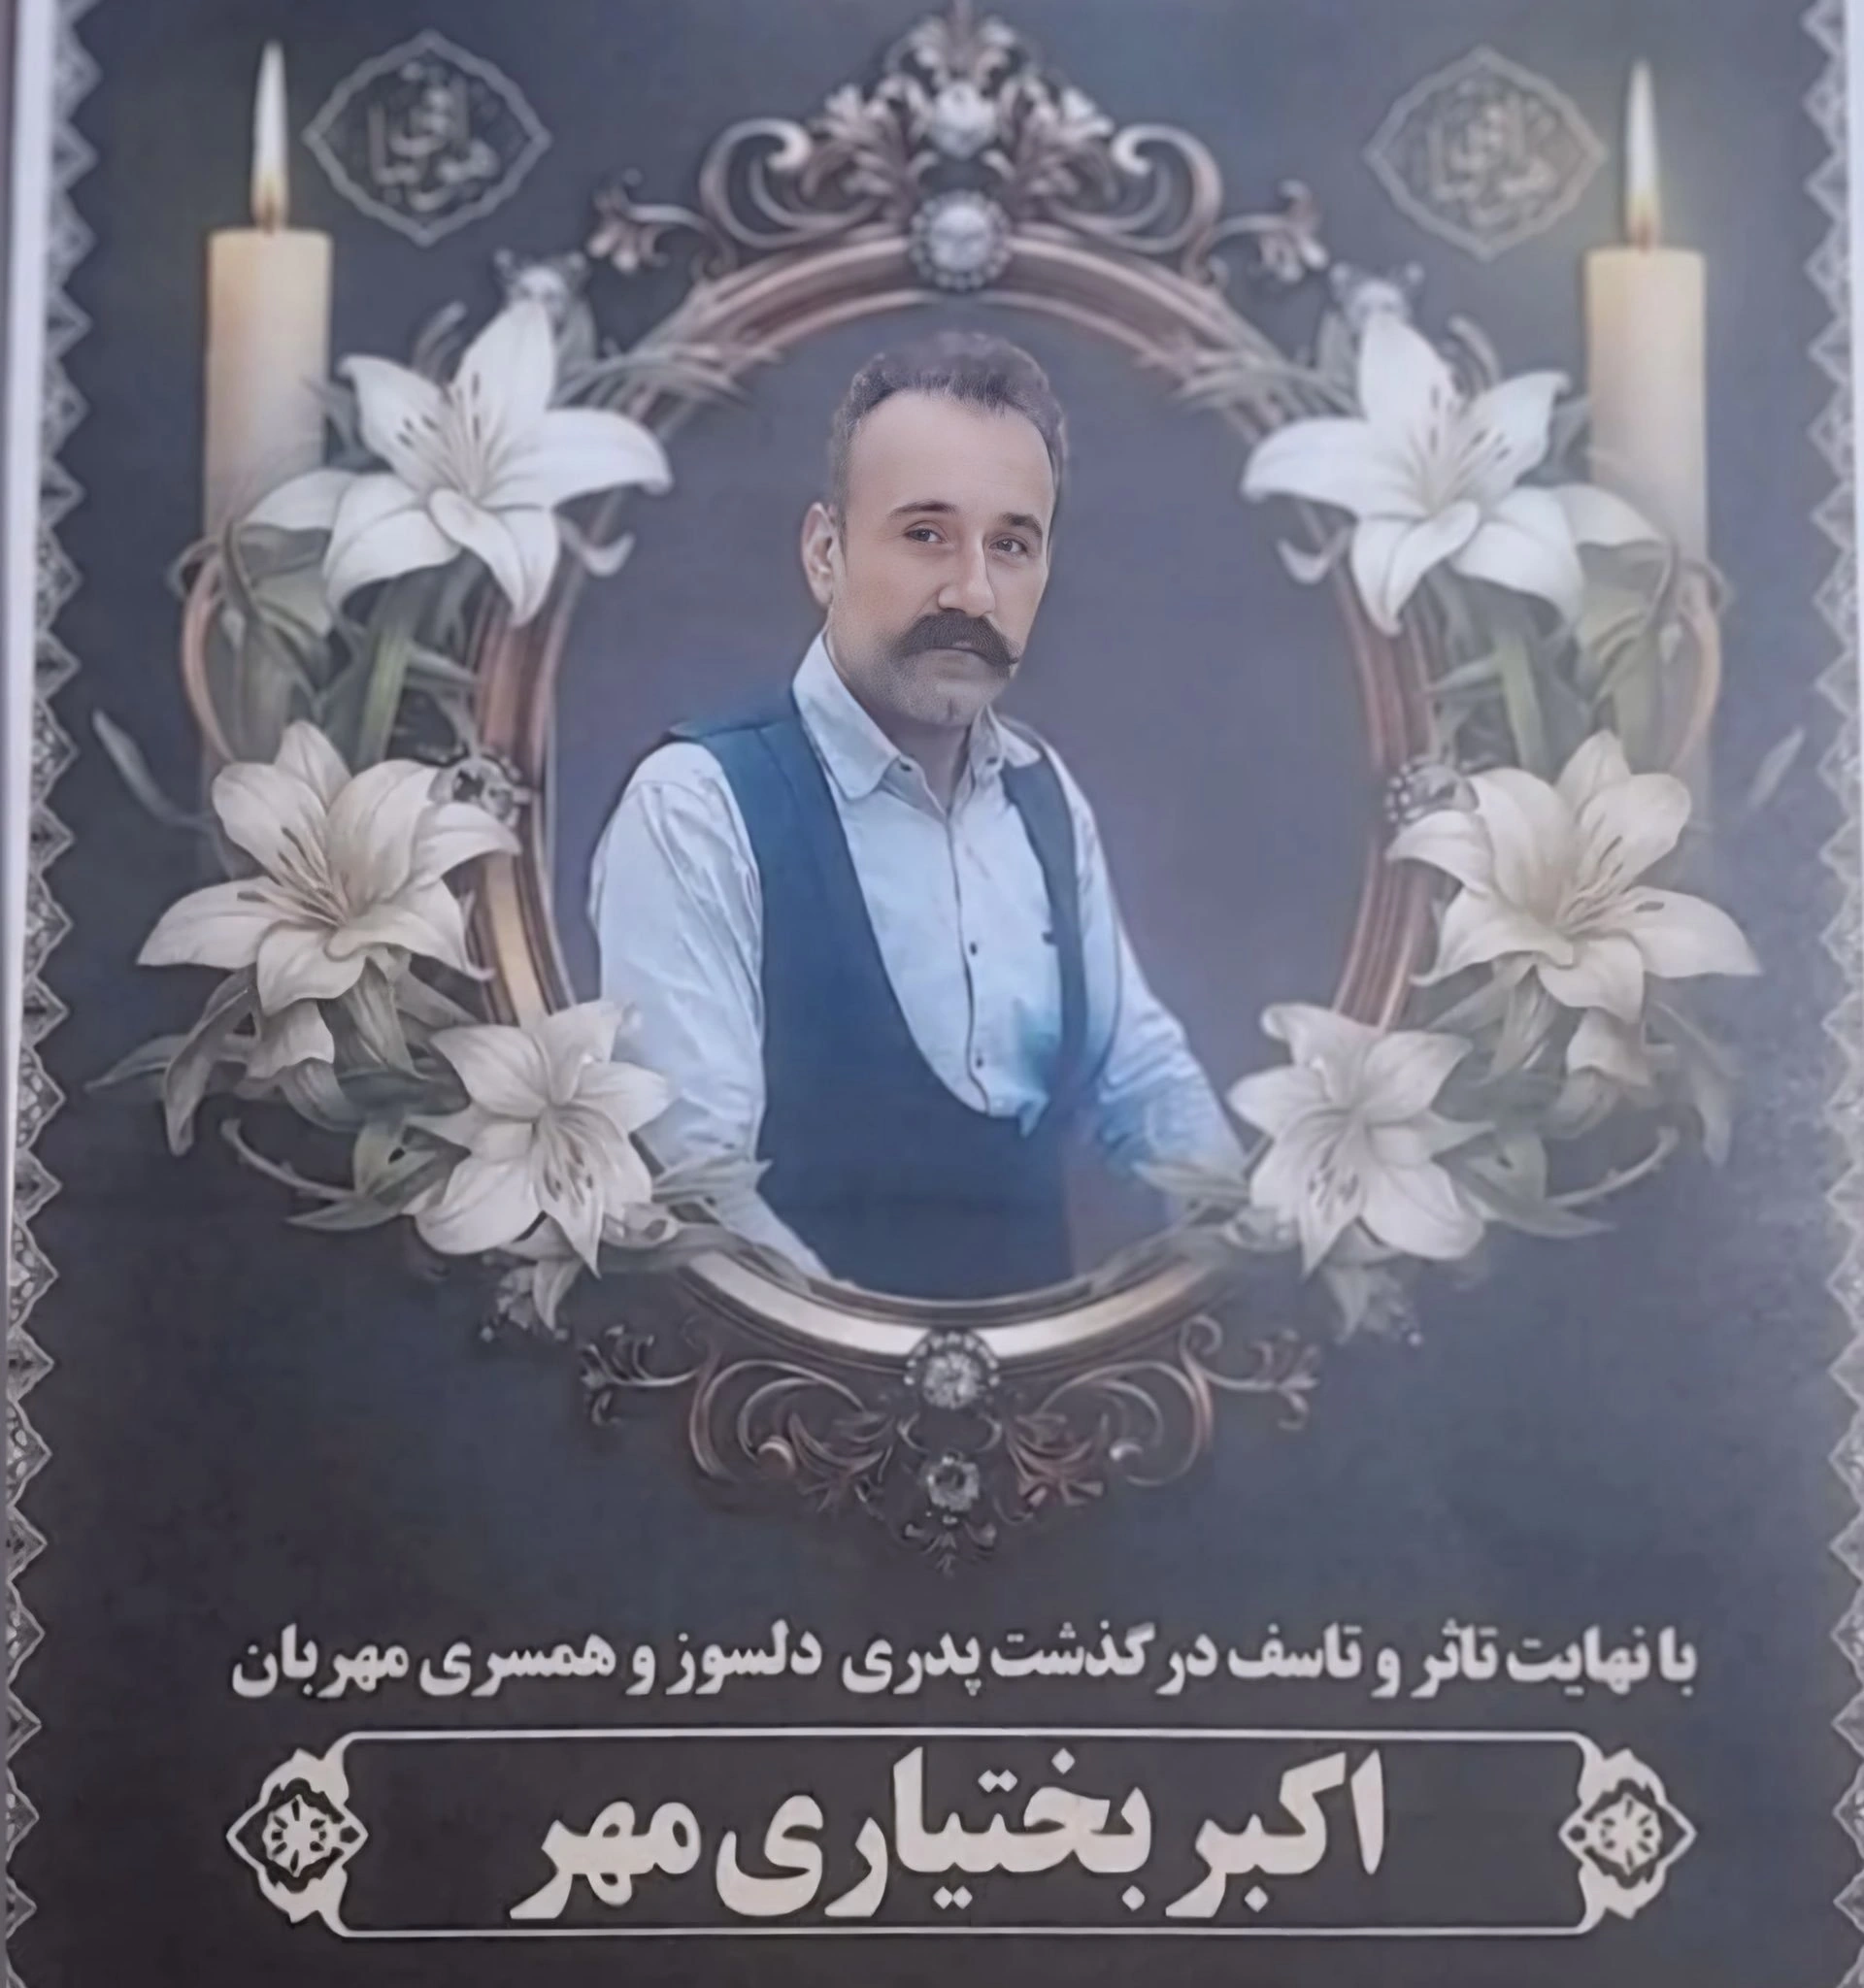 با نهایت تاثر و تاسف درگذشت پدری دلسوز و همسری مهربان
اکبر بختیاری مهر